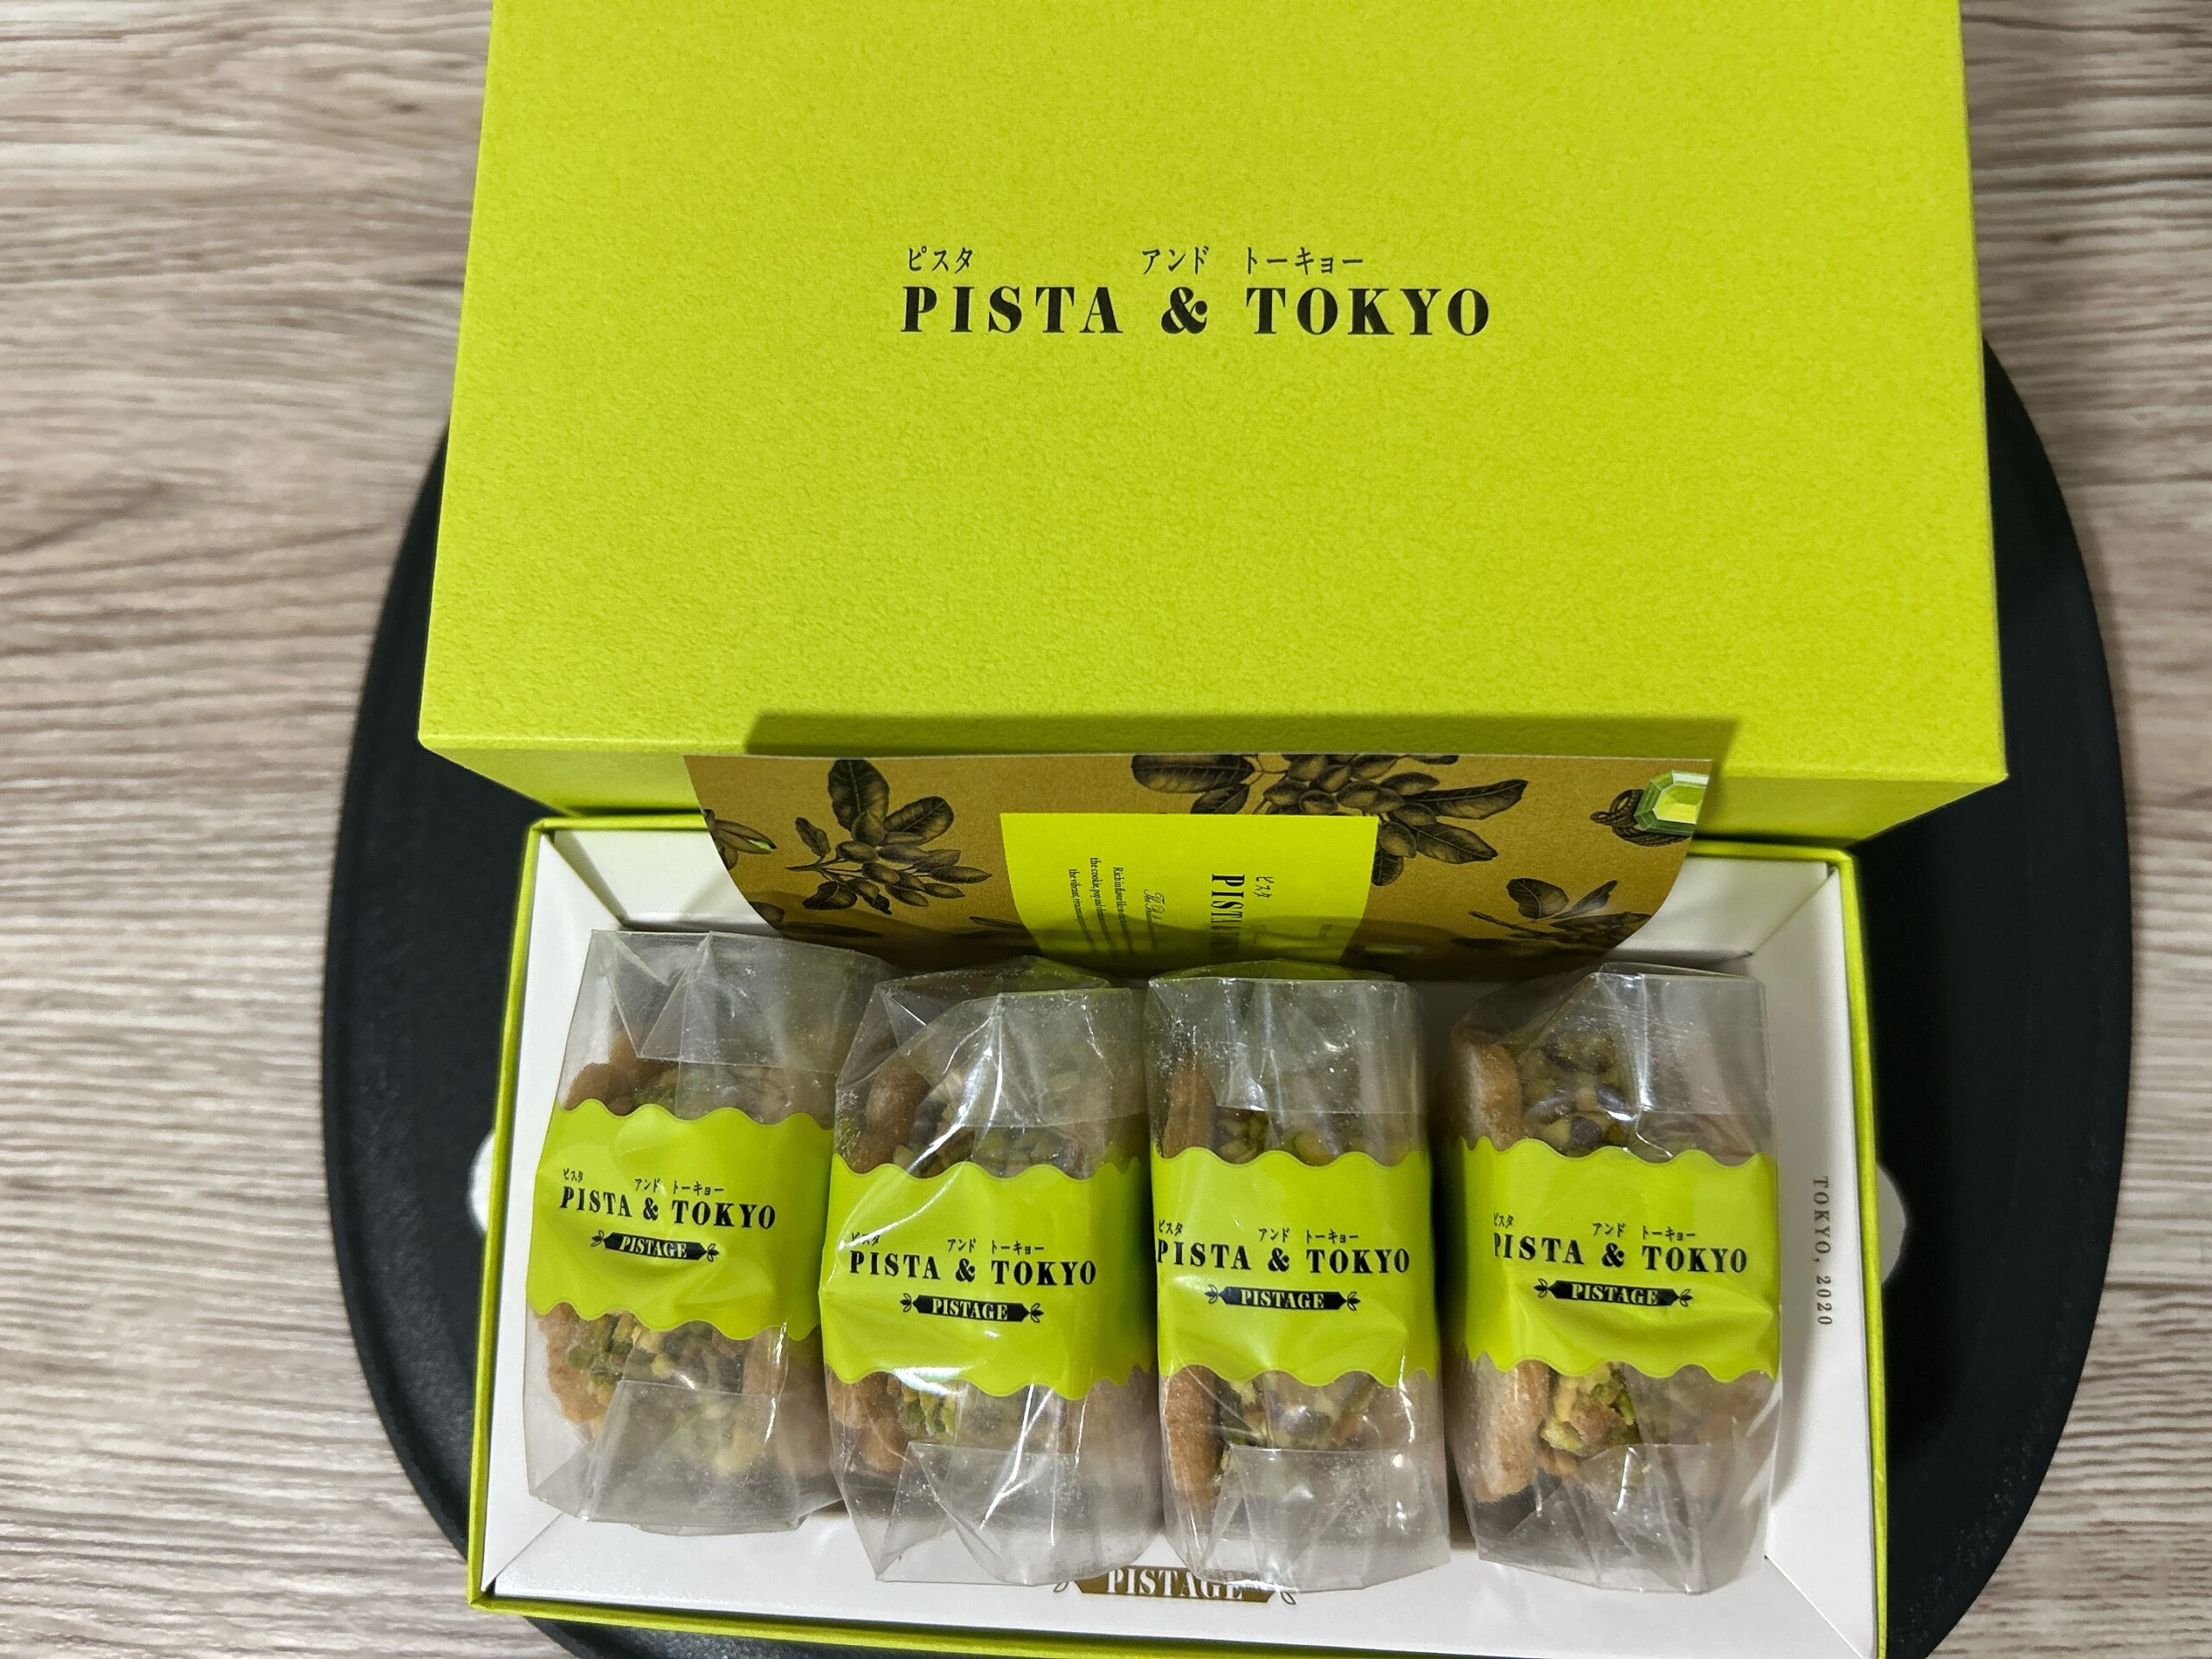 ピスタ アンド トーキョー
PISTA & TOKYO
ピスタ
PISTA
the cookie,
ピスタ アンド トーキョー
PISTA & TOKYO
PISTAGE
ピスタ アンド トーキョー
PISTA & TOKYO
PISTAGE
ピスタ アンド トーキョー
PISTA & TOKYO
PISTAGE
ピスタ アンド トーキョー
PISTA & TOKYO
PISTAGE
TOKYO, 2020
PISTAGE